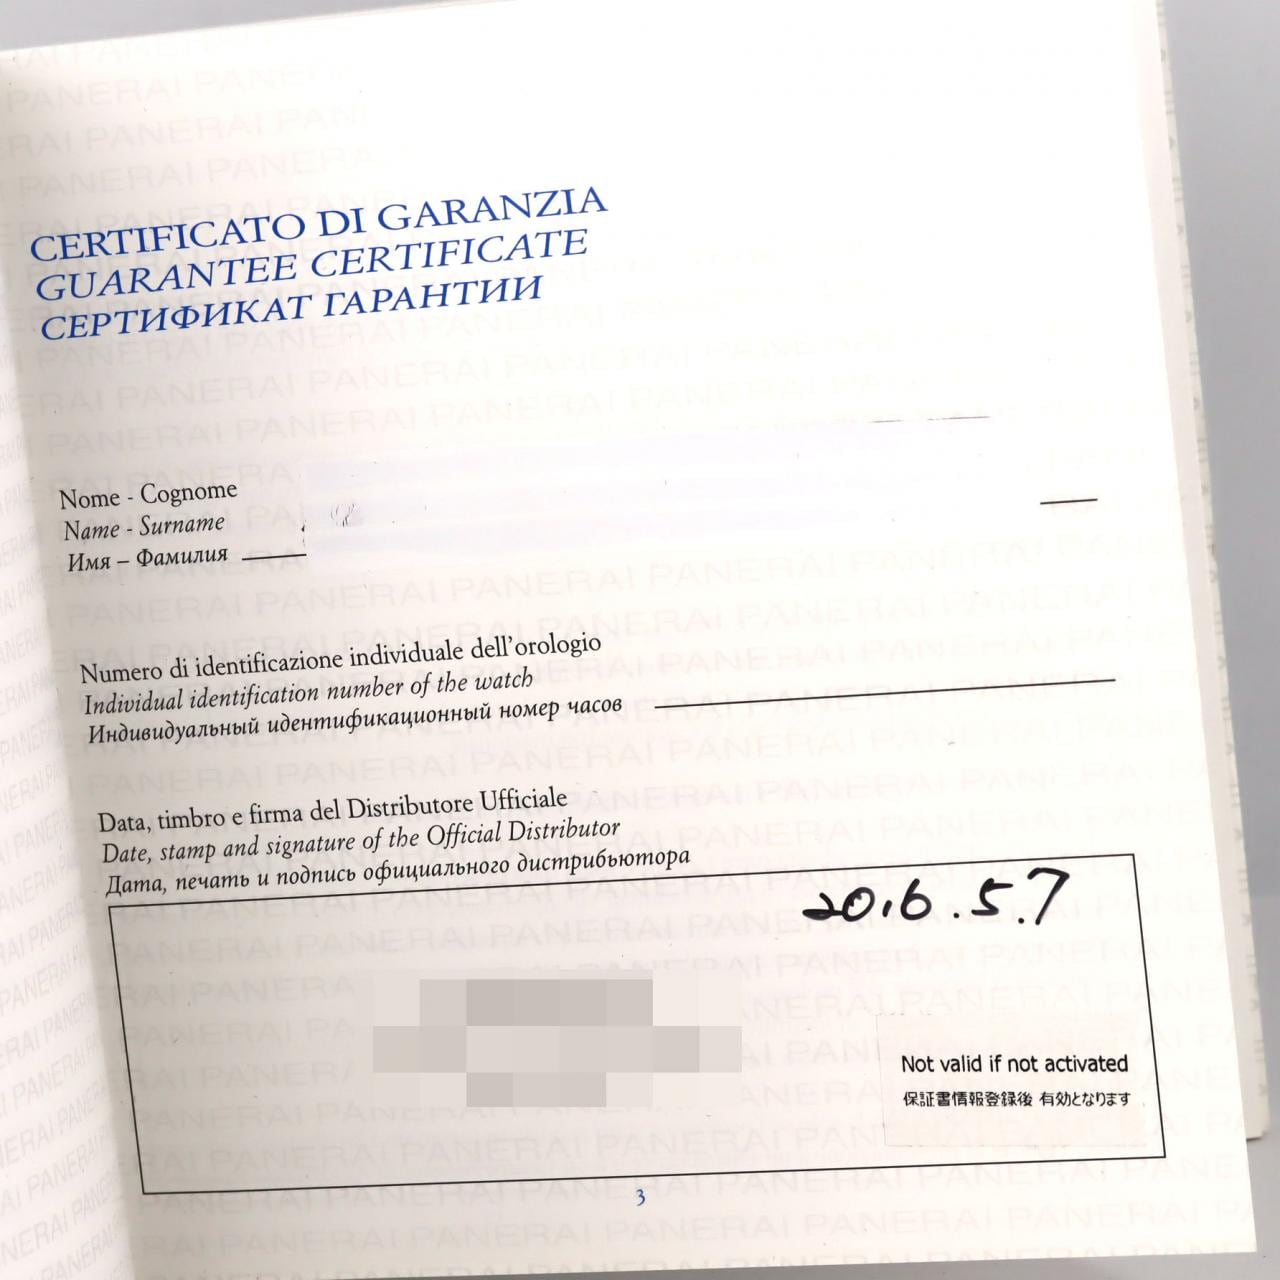 CERTIFICATO DI GARANZIA
GUARANTEE CERTIFICATE
СЕРТИФИКАТ ГАРАНТИИ
Nome - Cognome
Name - Surname
Имя – Фамилия
Numero di identificazione individuale dell'orologio
Individual identification number of the watch
Индивидуальный идентификационный номер часов
Data, timbro e firma del Distributore Ufficiale
Date, stamp and signature of the Official Distributor
Дата, печать и подпись официального дистрибьютора
2016.5.7
Not valid if not activated
保証書情報登録後 有効となります
3